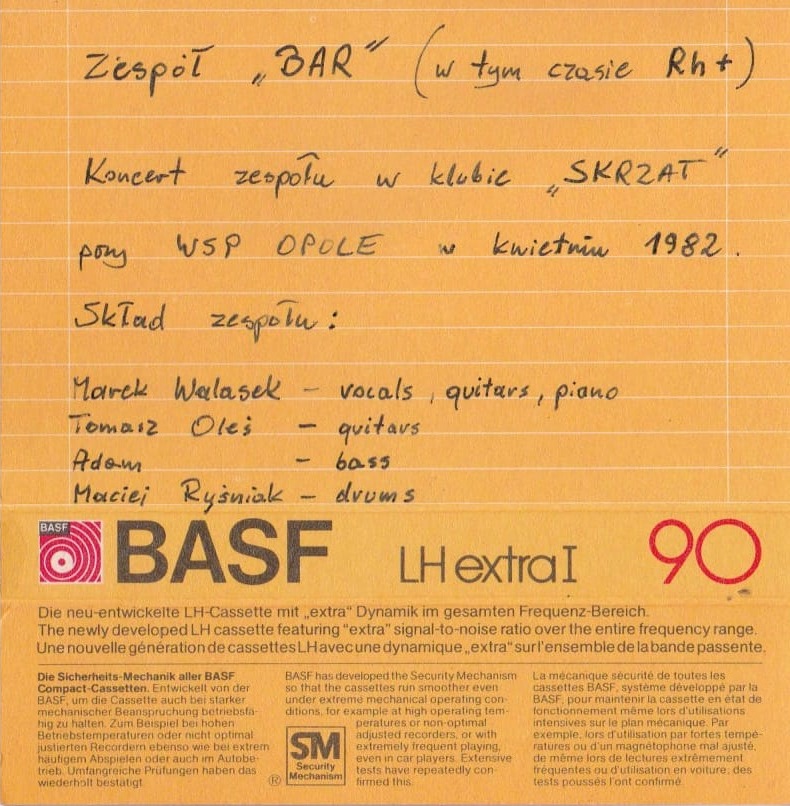 Zespół „BAR” (w tym czasie Rh+)
Koncert zespołu w klubie „SKRZAT”
przy WSP OPOLE w kwietniu 1982.
Skład zespołu:
Marek Walasek – vocals, guitars, piano
Tomasz Oleś – guitars
Adam – bass
Maciej Ryśniak – drums
BASF
BASF LH extra I 90
Die neu-entwickelte LH-Cassette mit „extra“ Dynamik im gesamten Frequenz-Bereich.
The newly developed LH cassette featuring “extra” signal-to-noise ratio over the entire frequency range.
Une nouvelle génération de cassettes LH avec une dynamique „extra“ sur l'ensemble de la bande passente.
Die Sicherheits-Mechanik aller BASF
Compact-Cassetten. Entwickelt von der
BASF, um die Cassette auch bei starker
mechanischer Beanspruchung betriebsfä-
hig zu halten. Zum Beispiel bei hohen
Betriebstemperaturen oder nicht optimal
justierten Recordern ebenso wie bei extrem
häufigem Abspielen oder auch im Autobe-
trieb. Umfangreiche Prüfungen haben das
wiederholt bestätigt.
BASF has developed the Security Mechanism
so that the cassettes run smoother even
under extreme mechanical operating con-
ditions, for example at high operating tem-
peratures or non-optimal
adjusted recorders, or with
extremely frequent playing,
even in car players. Extensive
tests have repeatedly con-
firmed this.
®
SM
Security
Mechanism
La mécanique sécurité de toutes les
cassettes BASF, système développé par la
BASF, pour maintenir la cassette en état de
fonctionnement même lors d'utilisations
intensives sur le plan mécanique. Par
exemple, lors d'utilisation par fortes tempé-
ratures ou d'un magnétophone mal ajusté,
de même lors de lectures extrêmement
fréquentes ou d'utilisation en voiture; des
tests poussés l'ont confirmé.